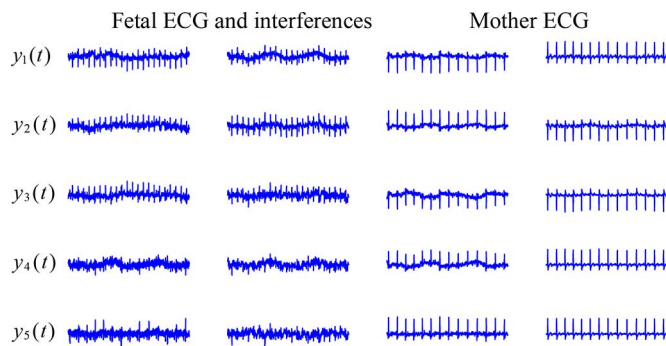 Fetal ECG and interferences Mother ECG
y₁(t)
y₂(t)
y₃(t)
y₄(t)
y₅(t)